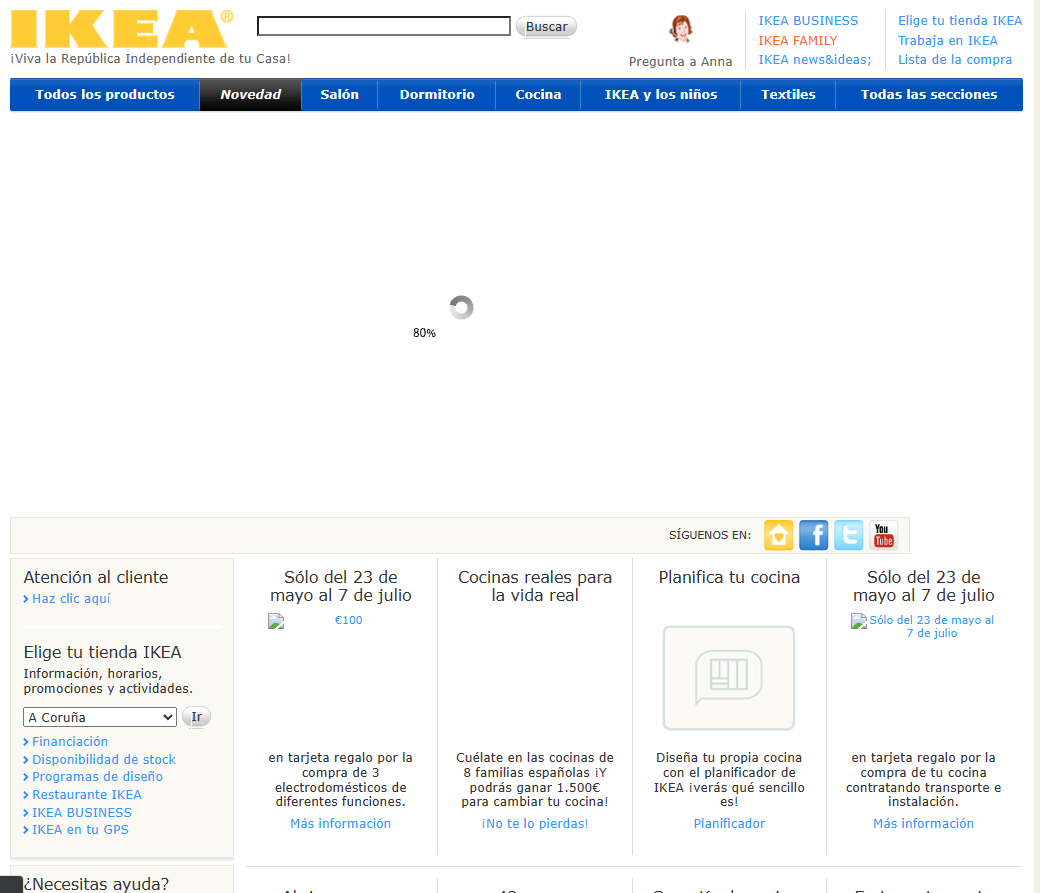 IKEA®
¡Viva la República Independiente de tu Casa!
Buscar
Pregunta a Anna
IKEA BUSINESS
IKEA FAMILY
IKEA news&ideas;
Elige tu tienda IKEA
Trabaja en IKEA
Lista de la compra
Todos los productos
Novedad
Salón
Dormitorio
Cocina
IKEA y los niños
Textiles
Todas las secciones
80%
SÍGUENOS EN:
You
Tube
Atención al cliente
Haz clic aquí
Elige tu tienda IKEA
Información, horarios,
promociones y actividades.
A Coruña
Ir
Financiación
Disponibilidad de stock
Programas de diseño
Restaurante IKEA
IKEA BUSINESS
IKEA en tu GPS
¿Necesitas ayuda?
Sólo del 23 de
mayo al 7 de julio
€100
en tarjeta regalo por la
compra de 3
electrodomésticos de
diferentes funciones.
Más información
Cocinas reales para
la vida real
Cuélate en las cocinas de
8 familias españolas ¡Y
podrás ganar 1.500€
para cambiar tu cocina!
¡No te lo pierdas!
Planifica tu cocina
Diseña tu propia cocina
con el planificador de
IKEA ¡verás qué sencillo
es!
Planificador
Sólo del 23 de
mayo al 7 de julio
Sólo del 23 de mayo al
7 de julio
en tarjeta regalo por la
compra de tu cocina
contratando transporte e
instalación.
Más información